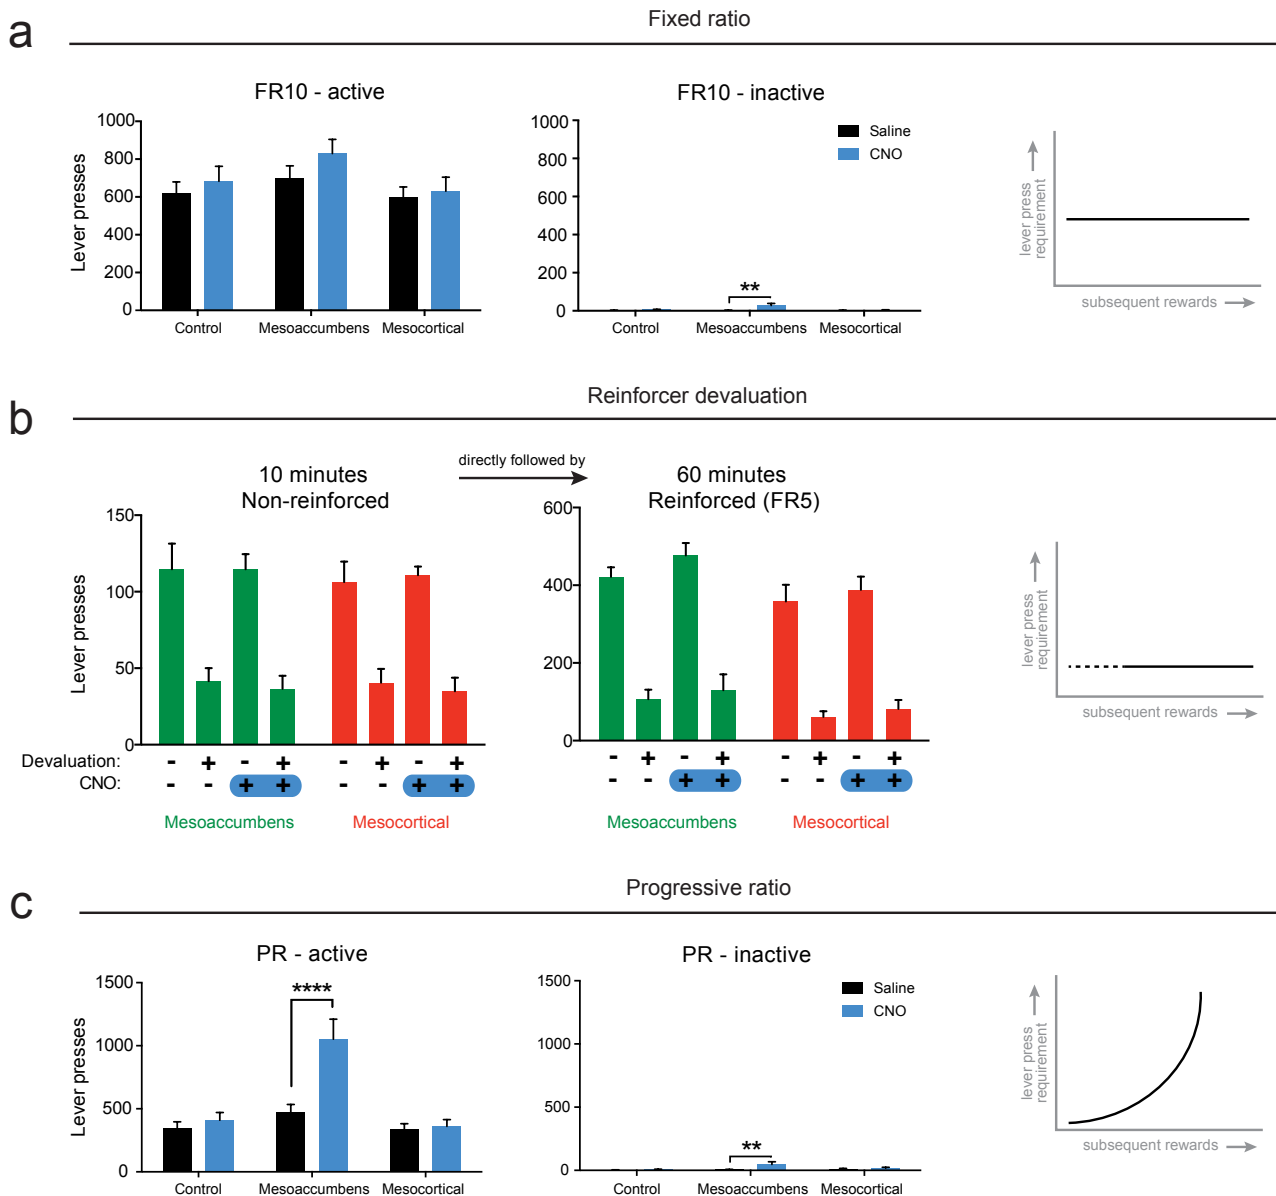 a
Fixed ratio
FR10 - active
Lever presses
1000
800
600
400
200
0
Control
Mesoaccumbens
Mesocortical
FR10 - inactive
1000
800
600
400
200
0
**
Control
Mesoaccumbens
Mesocortical
Saline
CNO
lever press
requirement
subsequent rewards
b
Reinforcer devaluation
10 minutes
Non-reinforced
directly followed by
60 minutes
Reinforced (FR5)
Lever presses
150
100
50
0
600
400
200
0
Devaluation: - + - + - + - +
CNO: - - + + - - + +
Mesoaccumbens
Mesocortical
- + - + - + - +
- - + + - - + +
Mesoaccumbens
Mesocortical
lever press
requirement
subsequent rewards
c
Progressive ratio
PR - active
Lever presses
1500
1000
500
0
****
Control
Mesoaccumbens
Mesocortical
PR - inactive
1500
1000
500
0
**
Control
Mesoaccumbens
Mesocortical
Saline
CNO
lever press
requirement
subsequent rewards